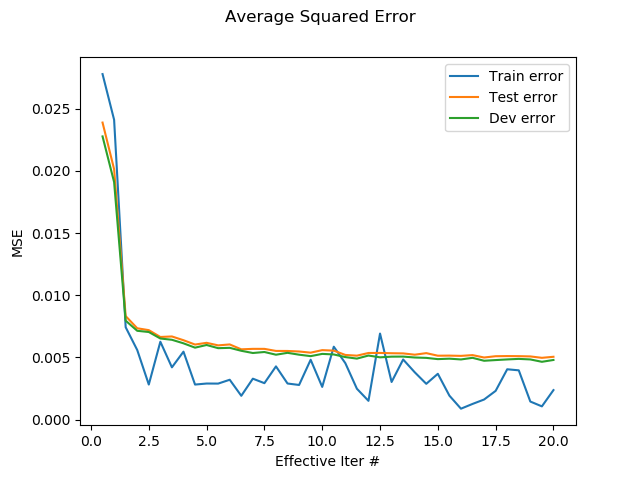 Average Squared Error
Train error
Test error
Dev error
MSE
0.025
0.020
0.015
0.010
0.005
0.000
0.0 2.5 5.0 7.5 10.0 12.5 15.0 17.5 20.0
Effective Iter #